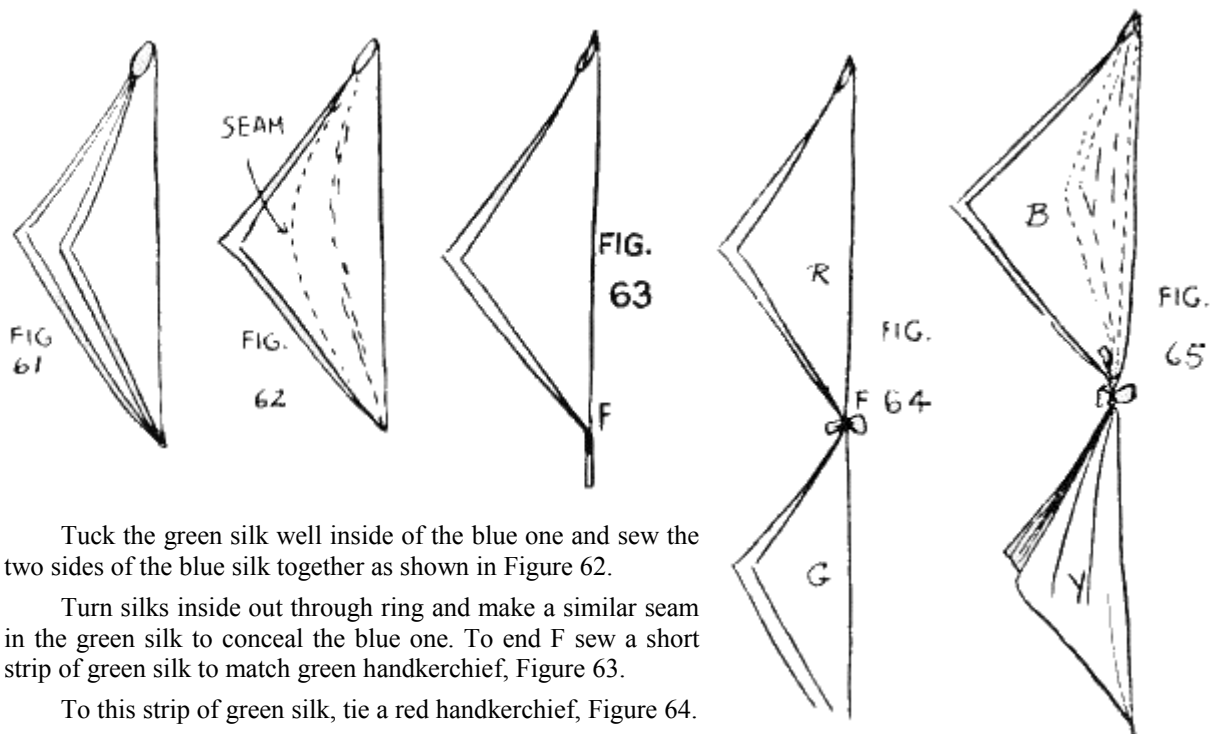 SEAM
FIG
61
FIG.
62
FIG.
63
F
R
FIG.
F 64
G
B
FIG.
65
Y
Tuck the green silk well inside of the blue one and sew the
two sides of the blue silk together as shown in Figure 62.
Turn silks inside out through ring and make a similar seam
in the green silk to conceal the blue one. To end F sew a short
strip of green silk to match green handkerchief, Figure 63.
To this strip of green silk, tie a red handkerchief, Figure 64.